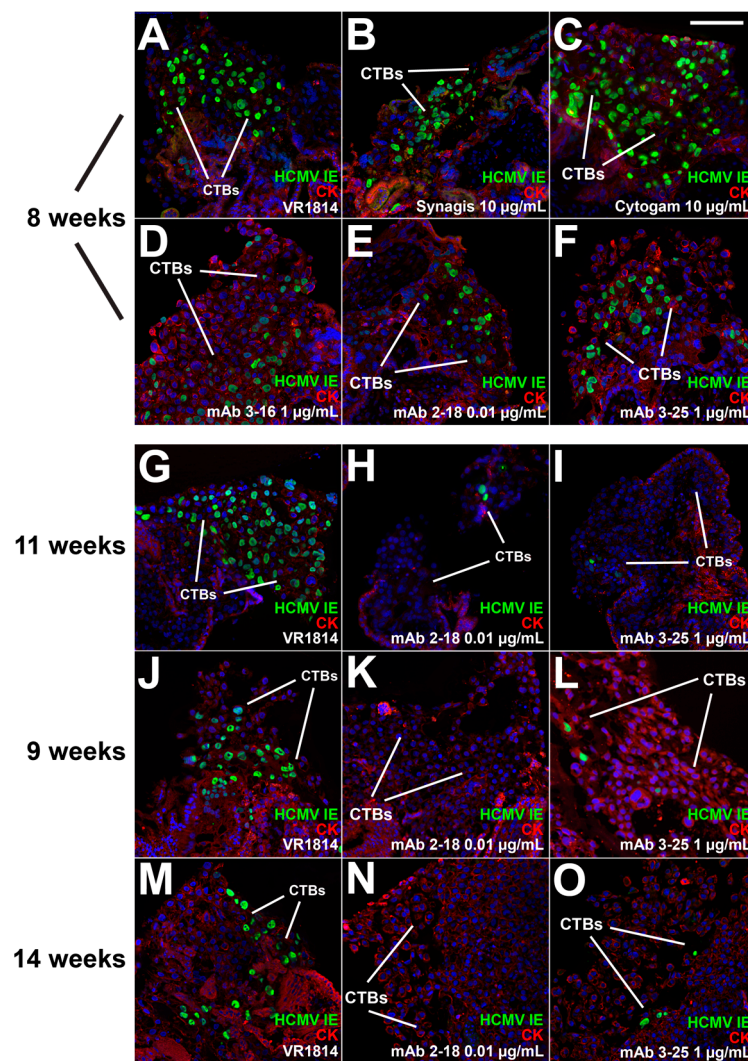 A
CTBs
HCMV IE
CK
VR1814
B
CTBs
HCMV IE
CK
Synagis 10 µg/mL
C
CTBs
HCMV IE
CK
Cytogam 10 µg/mL
8 weeks
D
CTBs
HCMV IE
CK
mAb 3-16 1 µg/mL
E
CTBs
HCMV IE
CK
mAb 2-18 0.01 µg/mL
F
CTBs
HCMV IE
CK
mAb 3-25 1 µg/mL
11 weeks
G
CTBs
HCMV IE
CK
VR1814
H
CTBs
HCMV IE
CK
mAb 2-18 0.01 µg/mL
I
CTBs
HCMV IE
CK
mAb 3-25 1 µg/mL
9 weeks
J
CTBs
HCMV IE
CK
VR1814
K
CTBs
HCMV IE
CK
mAb 2-18 0.01 µg/mL
L
CTBs
HCMV IE
CK
mAb 3-25 1 µg/mL
14 weeks
M
CTBs
HCMV IE
CK
VR1814
N
CTBs
HCMV IE
CK
mAb 2-18 0.01 µg/mL
O
CTBs
HCMV IE
CK
mAb 3-25 1 µg/mL